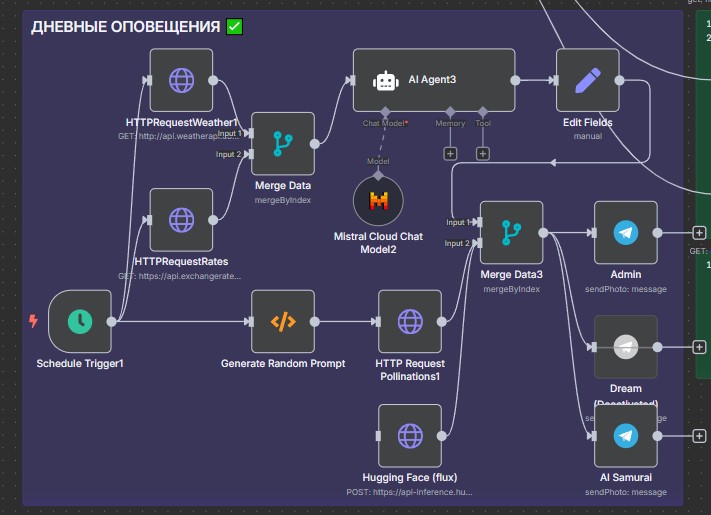 ДНЕВНЫЕ ОПОВЕЩЕНИЯ ✅
HTTPRequestWeather1
GET: http://api.weatherapi.co...
Input 1
Input 2
Merge Data
mergeByIndex
AI Agent3
Chat Model*
Memory
Tool
Edit Fields
manual
Model
Mistral Cloud Chat
Model2
HTTPRequestRates
GET: https://api.exchangerate...
Input 1
Input 2
Merge Data3
mergeByIndex
Admin
sendPhoto: message
GET:
Schedule Trigger1
Generate Random Prompt
HTTP Request
Pollinations1
Dream
(Deactivated)
Hugging Face (flux)
POST: https://api-inference.hu...
AI Samurai
sendPhoto: message
1
2
1